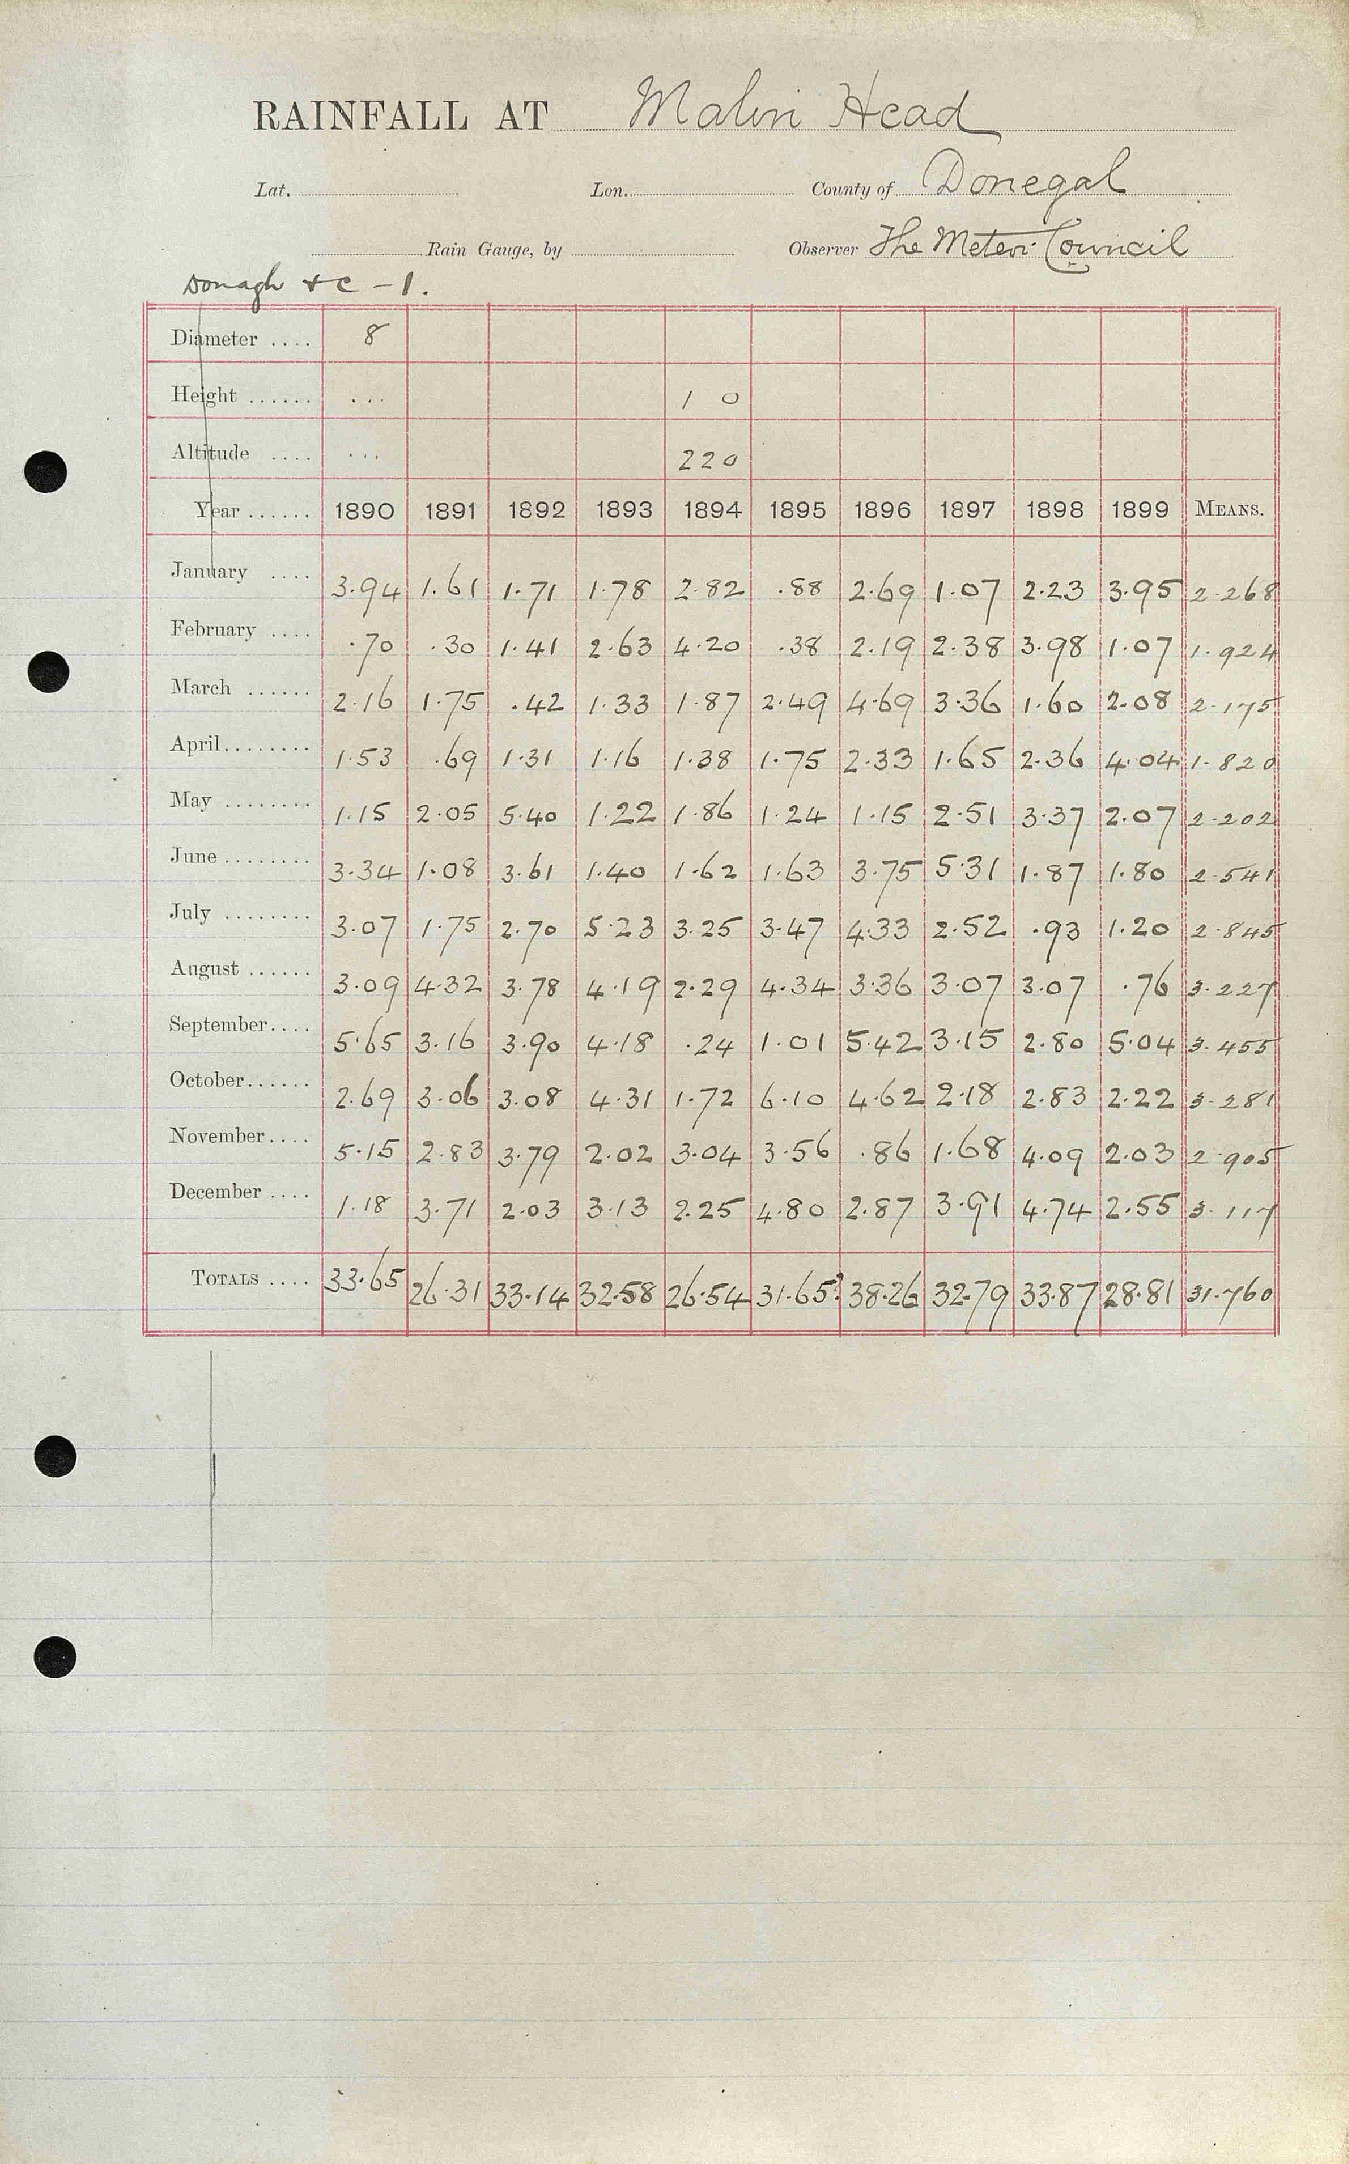 RAINFALL AT Malin Head
Lat. Lon. County of Donegal
Rain Gauge, by Observer The Meteor: Council
Donagh & C - 1.
Diameter .... 8
Height ...... ... 1 0
Altitude .... ... 220
Year ...... 1890 1891 1892 1893 1894 1895 1896 1897 1898 1899 MEANS.
January .... 3.94 1.61 1.71 1.78 2.82 .88 2.69 1.07 2.23 3.95 2.268
February .... .70 .30 1.41 2.63 4.20 .38 2.19 2.38 3.98 1.07 1.924
March ...... 2.16 1.75 .42 1.33 1.87 2.49 4.69 3.36 1.60 2.08 2.175
April........ 1.53 .69 1.31 1.16 1.38 1.75 2.33 1.65 2.36 4.04 1.820
May ........ 1.15 2.05 5.40 1.22 1.86 1.24 1.15 2.51 3.37 2.07 2.202
June ........ 3.34 1.08 3.61 1.40 1.62 1.63 3.75 5.31 1.87 1.80 2.541
July ........ 3.07 1.75 2.70 5.23 3.25 3.47 4.33 2.52 .93 1.20 2.845
August ...... 3.09 4.32 3.78 4.19 2.29 4.34 3.36 3.07 3.07 .76 3.227
September.... 5.65 3.16 3.90 4.18 .24 1.01 5.42 3.15 2.80 5.04 3.455
October...... 2.69 3.06 3.08 4.31 1.72 6.10 4.62 2.18 2.83 2.22 3.281
November.... 5.15 2.83 3.79 2.02 3.04 3.56 .86 1.68 4.09 2.03 2.905
December .... 1.18 3.71 2.03 3.13 2.25 4.80 2.87 3.91 4.74 2.55 3.117
TOTALS .... 33.65 26.31 33.14 32.58 26.54 31.65? 38.26 32.79 33.87 28.81 31.760